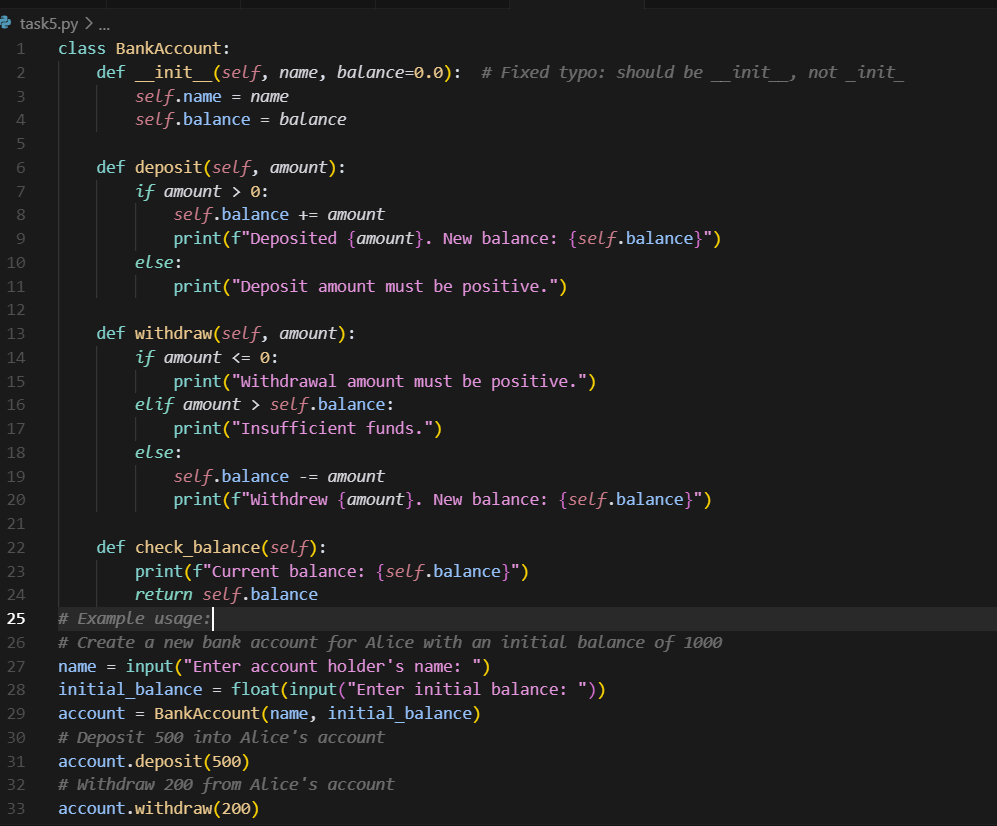 task5.py > ...
1 class BankAccount:
2     def __init__(self, name, balance=0.0):  # Fixed typo: should be __init__, not _init_
3         self.name = name
4         self.balance = balance
5
6     def deposit(self, amount):
7         if amount > 0:
8             self.balance += amount
9             print(f"Deposited {amount}. New balance: {self.balance}")
10         else:
11             print("Deposit amount must be positive.")
12
13     def withdraw(self, amount):
14         if amount <= 0:
15             print("Withdrawal amount must be positive.")
16         elif amount > self.balance:
17             print("Insufficient funds.")
18         else:
19             self.balance -= amount
20             print(f"Withdrew {amount}. New balance: {self.balance}")
21
22     def check_balance(self):
23         print(f"Current balance: {self.balance}")
24         return self.balance
25 # Example usage:
26 # Create a new bank account for Alice with an initial balance of 1000
27 name = input("Enter account holder's name: ")
28 initial_balance = float(input("Enter initial balance: "))
29 account = BankAccount(name, initial_balance)
30 # Deposit 500 into Alice's account
31 account.deposit(500)
32 # Withdraw 200 from Alice's account
33 account.withdraw(200)